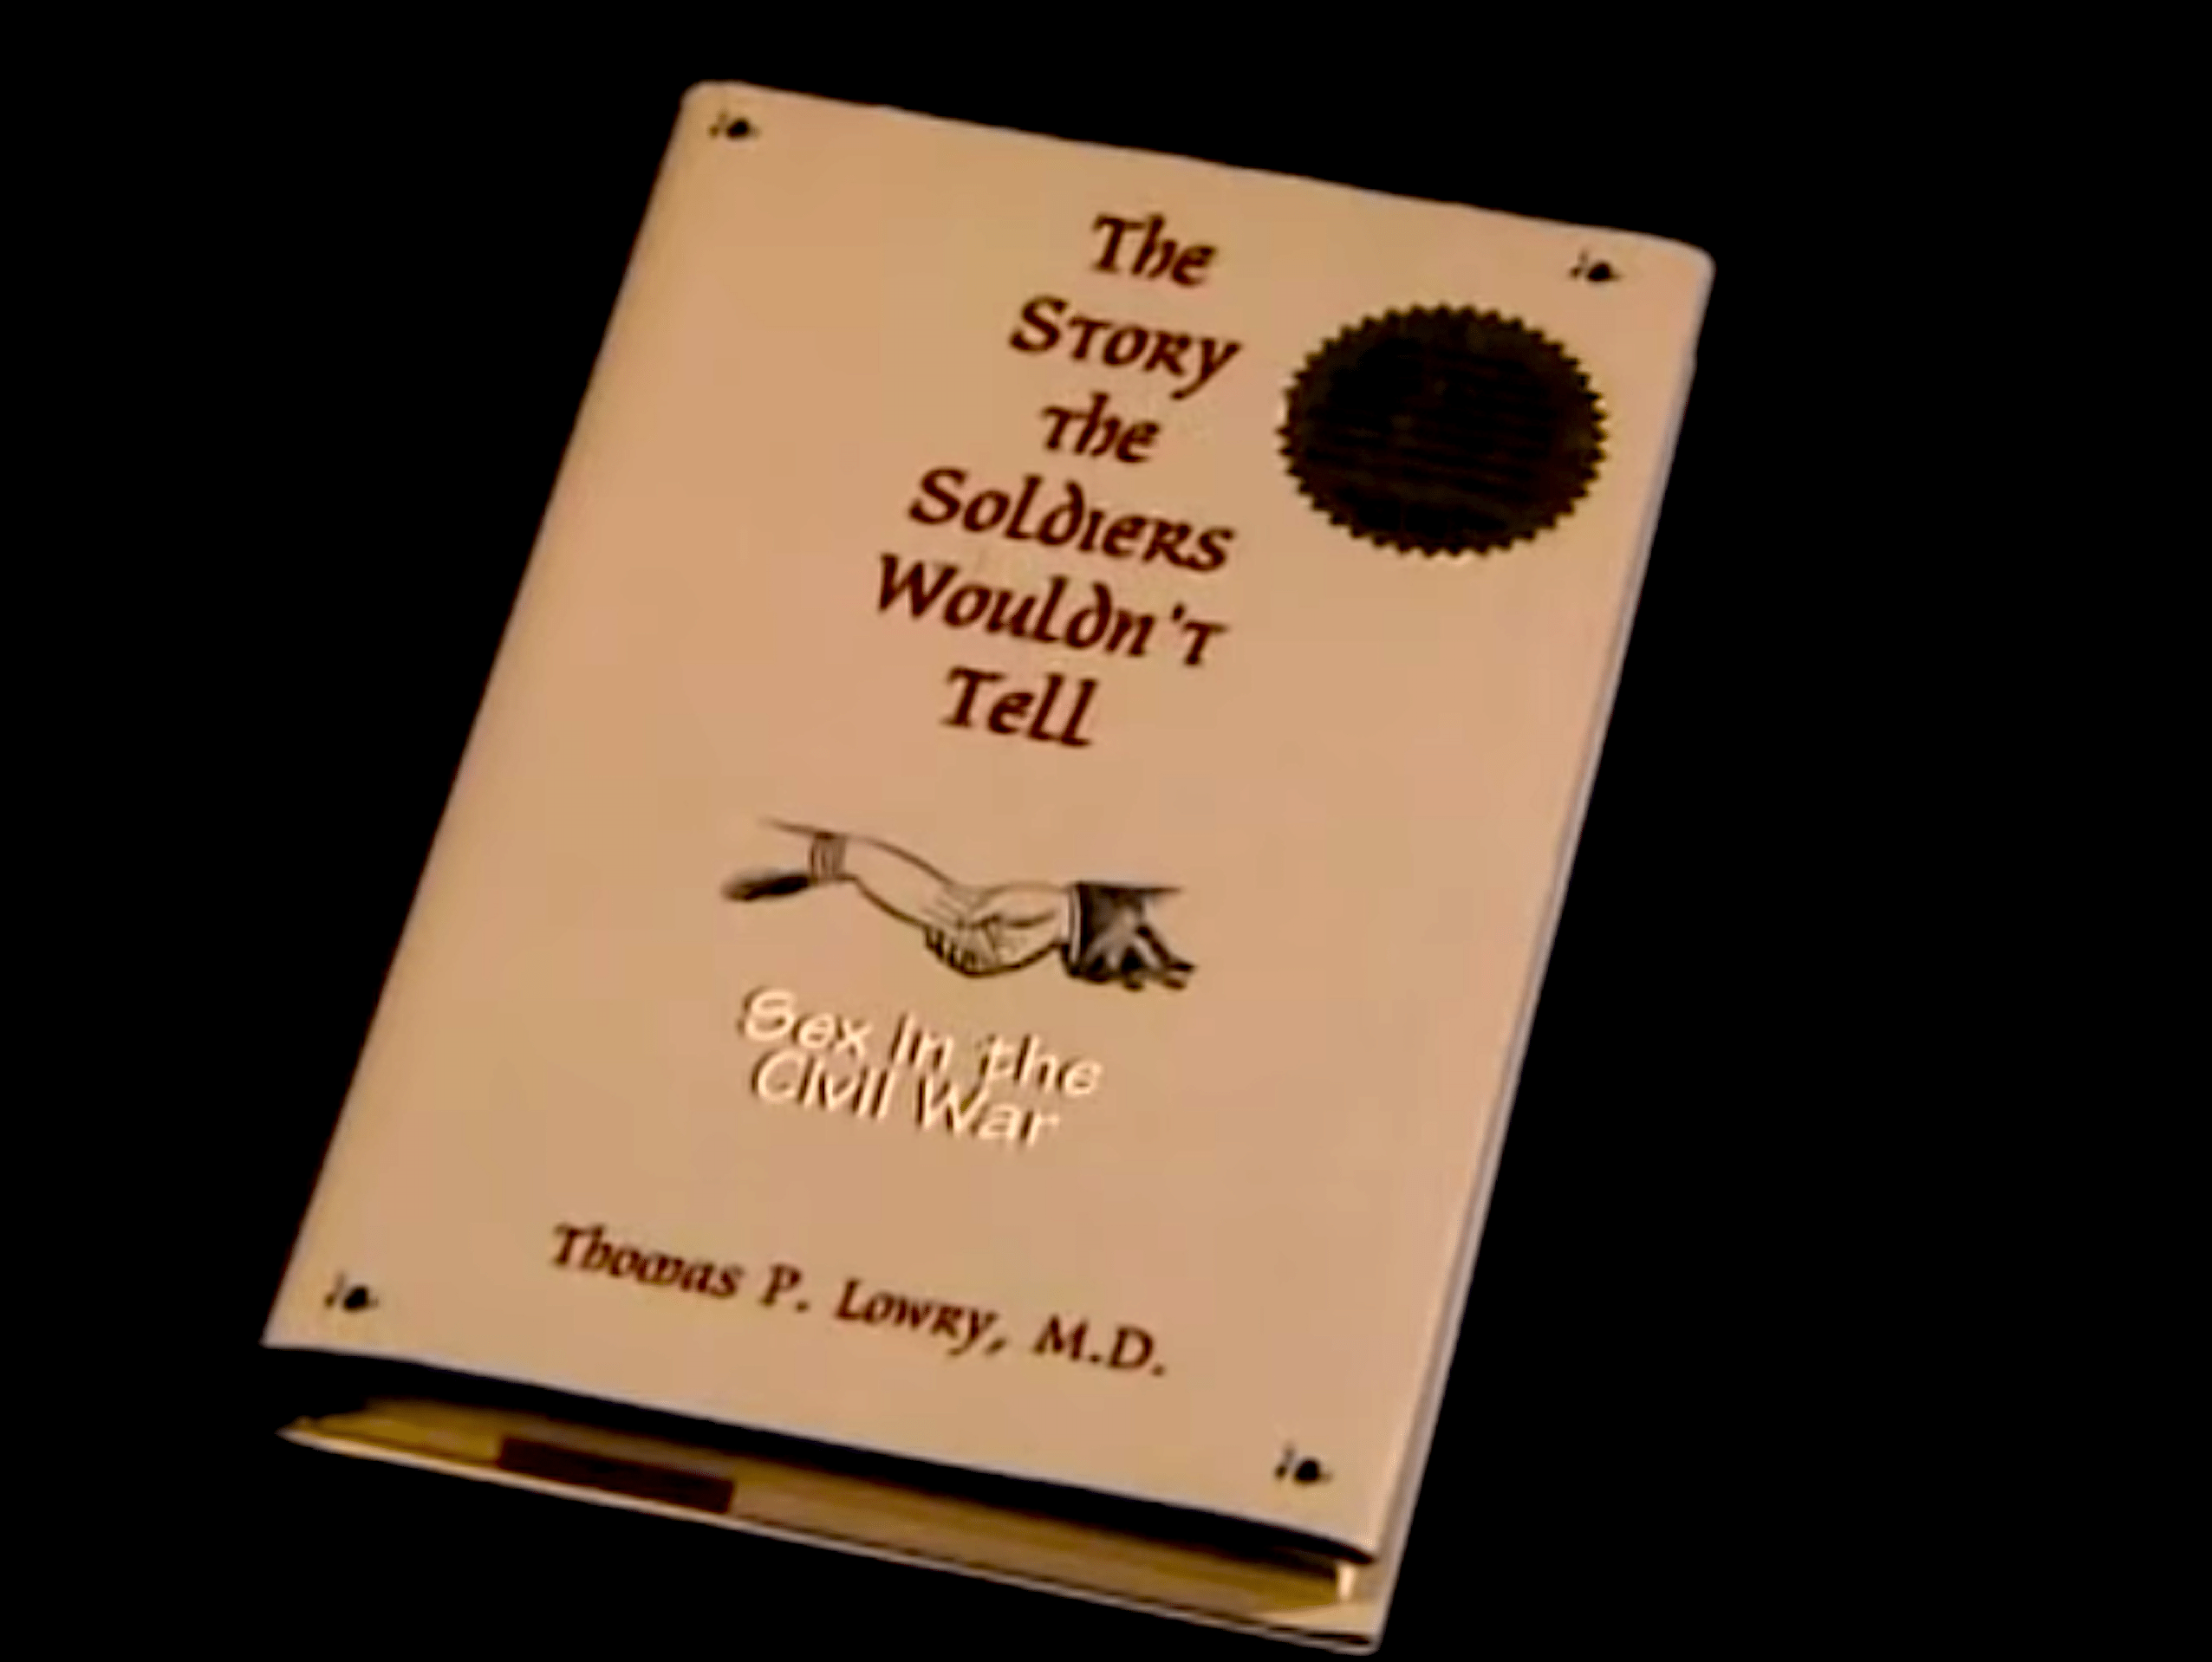 The
Story
the
Soldiers
Wouldn't
Tell
Sex in the
Civil War
Thomas P. Lowry, M.D.